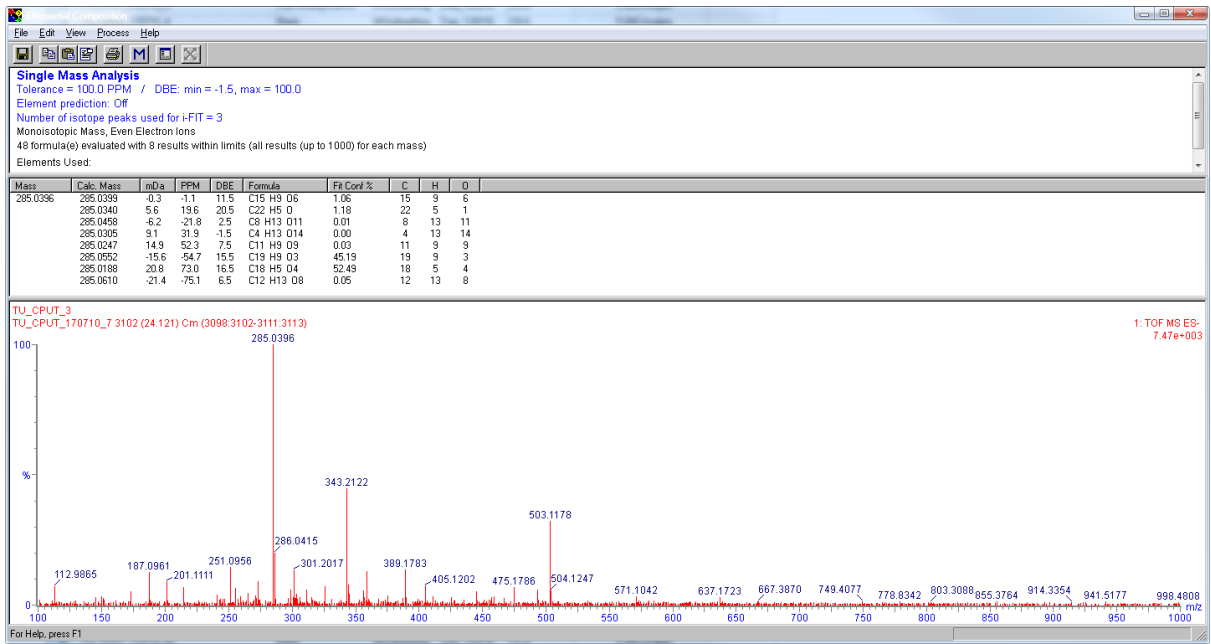 Elemental Composition
File Edit View Process Help
M
Single Mass Analysis
Tolerance = 100.0 PPM / DBE: min = -1.5, max = 100.0
Element prediction: Off
Number of isotope peaks used for i-FIT = 3
Monoisotopic Mass, Even Electron Ions
48 formula(e) evaluated with 8 results within limits (all results (up to 1000) for each mass)
Elements Used:
Mass Calc. Mass mDa PPM DBE Formula Fit Conf % C H O
285.0396 285.0399 -0.3 -1.1 11.5 C15 H9 O6 1.06 15 9 6
285.0340 5.6 19.6 20.5 C22 H5 O 1.18 22 5 1
285.0458 -6.2 -21.8 2.5 C8 H13 O11 0.01 8 13 11
285.0305 9.1 31.9 -1.5 C4 H13 O14 0.00 4 13 14
285.0247 14.9 52.3 7.5 C11 H9 O9 0.03 11 9 9
285.0552 -15.6 -54.7 15.5 C19 H9 O3 45.19 19 9 3
285.0188 20.8 73.0 16.5 C18 H5 O4 52.49 18 5 4
285.0610 -21.4 -75.1 6.5 C12 H13 O8 0.05 12 13 8
TU_CPUT_3
TU_CPUT_170710_7 3102 (24.121) Cm (3098:3102-3111:3113)
1: TOF MS ES-
7.47e+003
100
285.0396
%
343.2122
503.1178
286.0415
301.2017
389.1783
251.0956
187.0961
201.1111
112.9865
405.1202
475.1786
504.1247
571.1042
637.1723
667.3870
749.4077
778.8342
803.3088
855.3764
914.3354
941.5177
998.4808
0
m/z
100 150 200 250 300 350 400 450 500 550 600 650 700 750 800 850 900 950 1000
For Help, press F1